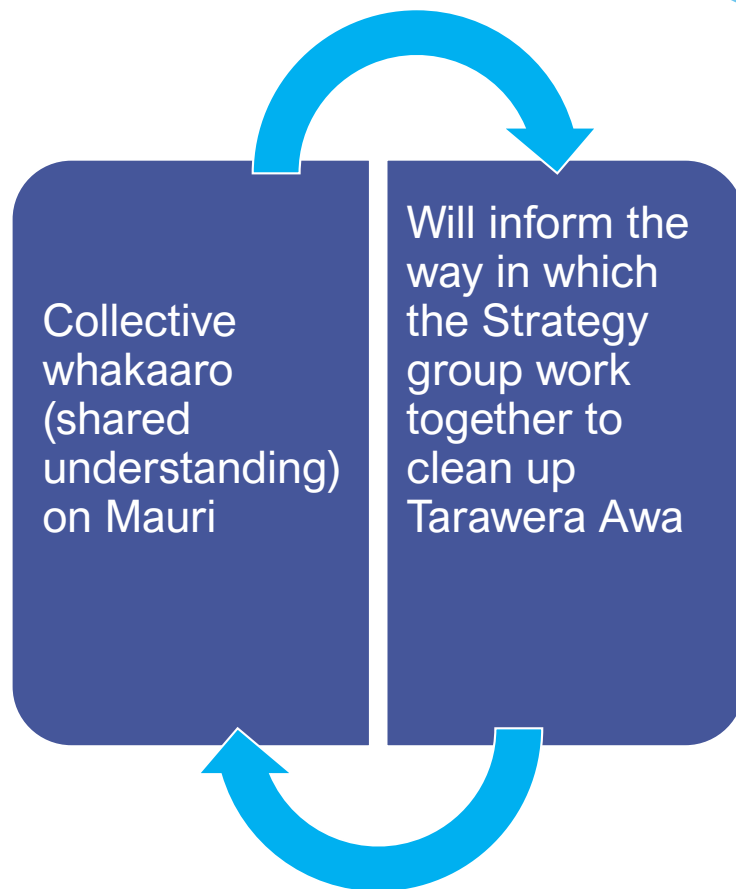 Collective
whakaaro
(shared
understanding)
on Mauri
Will inform the
way in which
the Strategy
group work
together to
clean up
Tarawera Awa